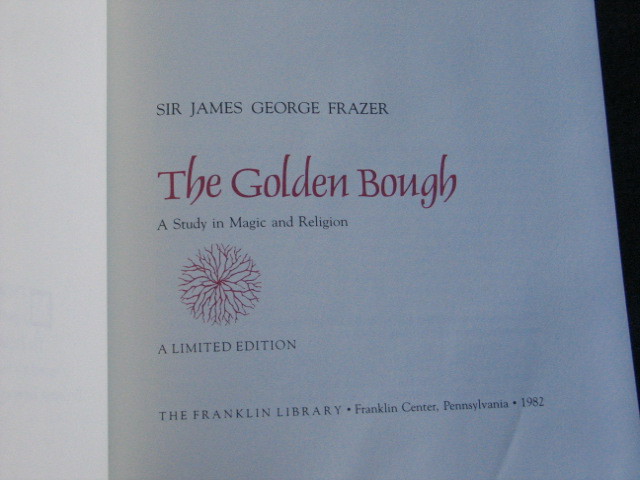 SIR JAMES GEORGE FRAZER
The Golden Bough
A Study in Magic and Religion
A LIMITED EDITION
THE FRANKLIN LIBRARY • Franklin Center, Pennsylvania • 1982